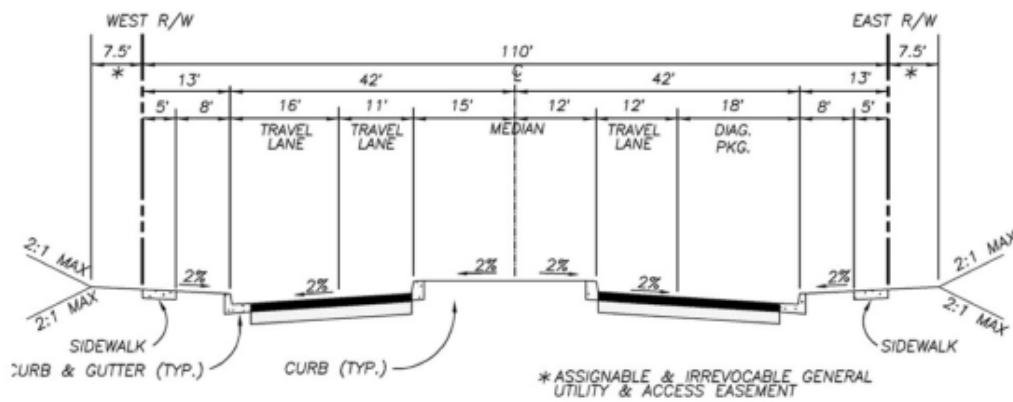 WEST R/W
EAST R/W
7.5'
110'
7.5'
*
℄
*
13'
42'
42'
13'
5'
8'
16'
11'
15'
12'
12'
18'
8'
5'
TRAVEL
LANE
TRAVEL
LANE
MEDIAN
TRAVEL
LANE
DIAG.
PKG.
2:1 MAX
2%
2%
2%
2%
2%
2%
2:1 MAX
2:1 MAX
2:1 MAX
SIDEWALK
SIDEWALK
CURB & GUTTER (TYP.)
CURB (TYP.)
* ASSIGNABLE & IRREVOCABLE GENERAL
UTILITY & ACCESS EASEMENT